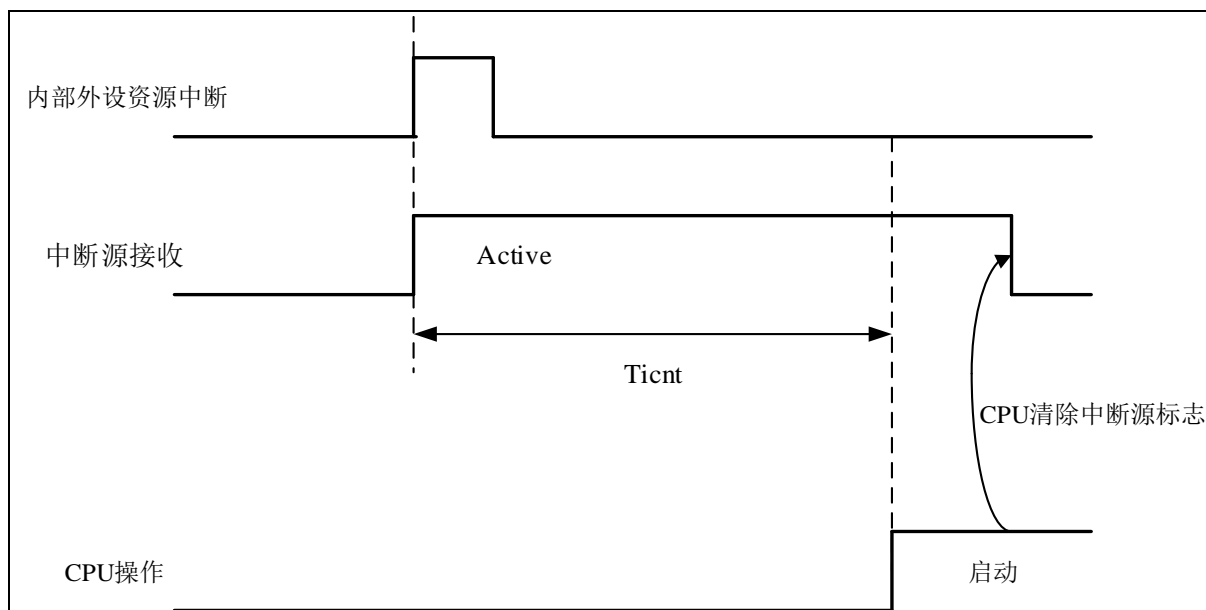 内部外设资源中断
中断源接收
Active
Ticnt
CPU清除中断源标志
CPU操作
启动